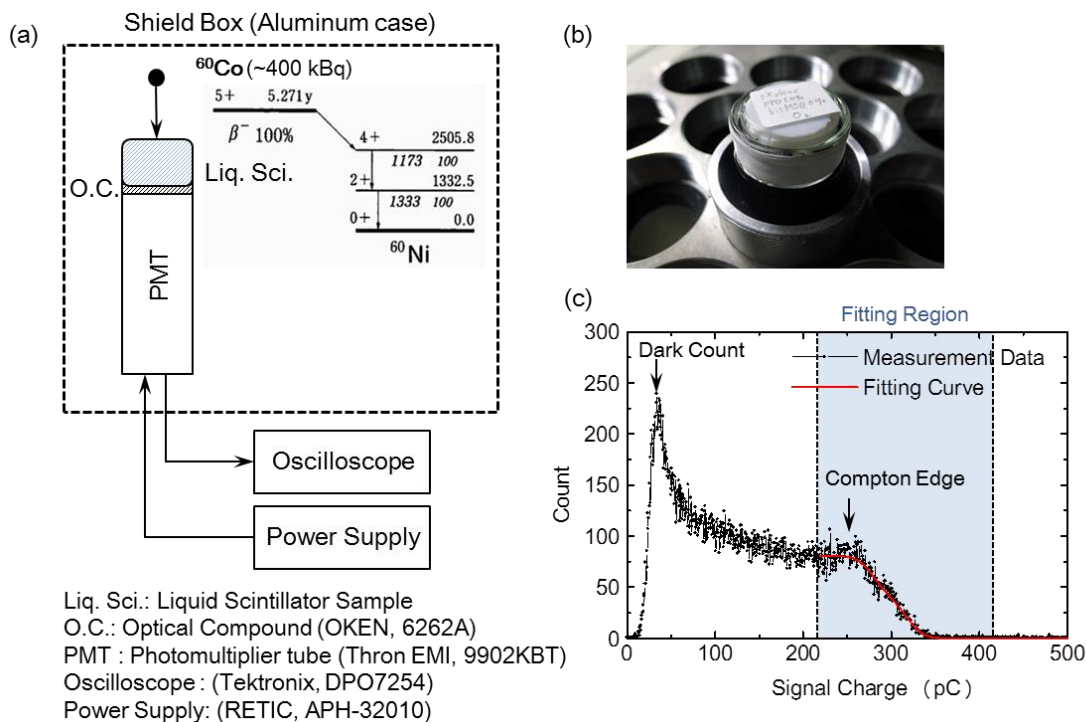 (a)
Shield Box (Aluminum case)
⁶⁰Co (~400 kBq)
5+ 5.271y
β⁻ 100%
4+ 2505.8
1173 100
2+ 1332.5
1333 100
0+ 0.0
⁶⁰Ni
Liq. Sci.
O.C.
PMT
Oscilloscope
Power Supply
Liq. Sci.: Liquid Scintillator Sample
O.C.: Optical Compound (OKEN, 6262A)
PMT : Photomultiplier tube (Thron EMI, 9902KBT)
Oscilloscope : (Tektronix, DPO7254)
Power Supply: (RETIC, APH-32010)
(b)
O₂
(c)
Fitting Region
Dark Count
Measurement Data
Fitting Curve
Compton Edge
Count
300
250
200
150
100
50
0
0 100 200 300 400 500
Signal Charge （pC）